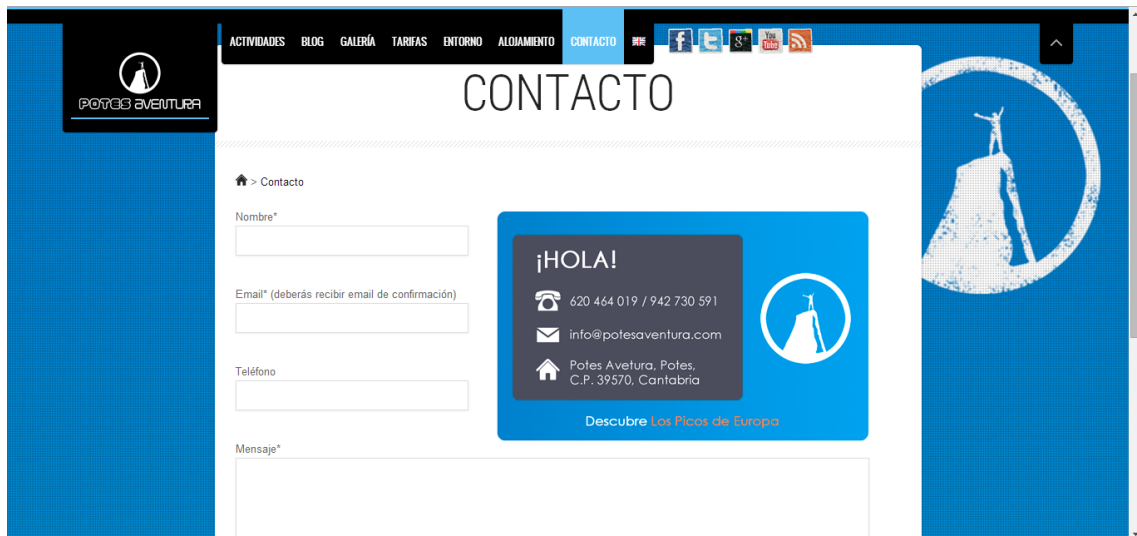 ACTIVIDADES BLOG GALERÍA TARIFAS ENTORNO ALOJAMIENTO CONTACTO
f t g+ You Tube
POTES AVENTURA
CONTACTO
> Contacto
Nombre*
Email* (deberás recibir email de confirmación)
Teléfono
Mensaje*
¡HOLA!
620 464 019 / 942 730 591
info@potesaventura.com
Potes Avetura, Potes,
C.P. 39570, Cantabria
Descubre Los Picos de Europa